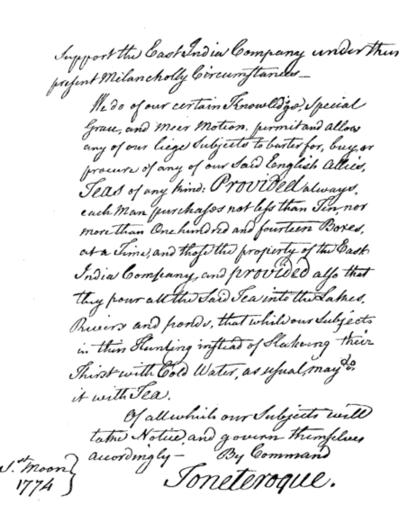 Support the East India Company under their
present Melancholly Circumstances—
We do of our certain Knowledge, Special
Grace, and Meer Motion, permit and allow
any of our liege Subjects to barter for, buy, or
procure of any of our Said English Allies,
Teas of any kind: Provided always,
each Man purchases not less than Ten, nor
more than One hundred and fourteen Boxes,
at a Time, and those the property of the East
India Company, and provided also that
they pour all the Said Tea into the Lakes,
Rivers and ponds, that while our Subjects
in their Hunting instead of Slakeing their
Thirst with Cold Water, as usual, may do
it with Tea.
Of all which our Subjects will
take Notice and govern themselves
accordingly— By Command
Toneteroque.
1.st Moon
1774